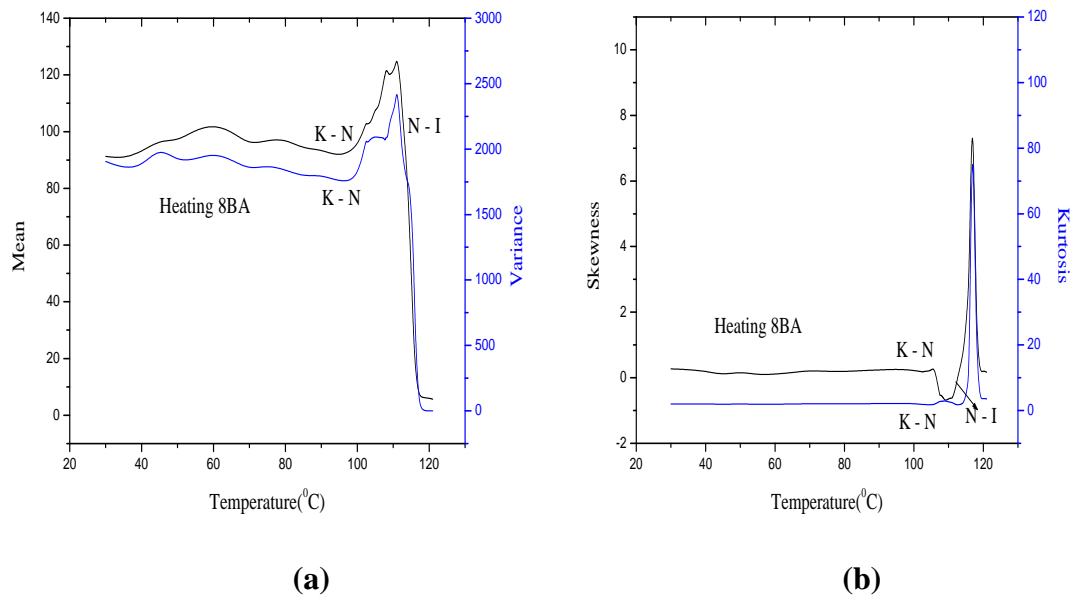 140
120
100
80
60
40
20
0
Mean
3000
2500
2000
1500
1000
500
0
Variance
K - N
N - I
K - N
Heating 8BA
20 40 60 80 100 120
Temperature(⁰C)
(a)
10
8
6
4
2
0
-2
Skewness
120
100
80
60
40
20
0
Kurtosis
Heating 8BA
K - N
K - N
N - I
20 40 60 80 100 120
Temperature(⁰C)
(b)